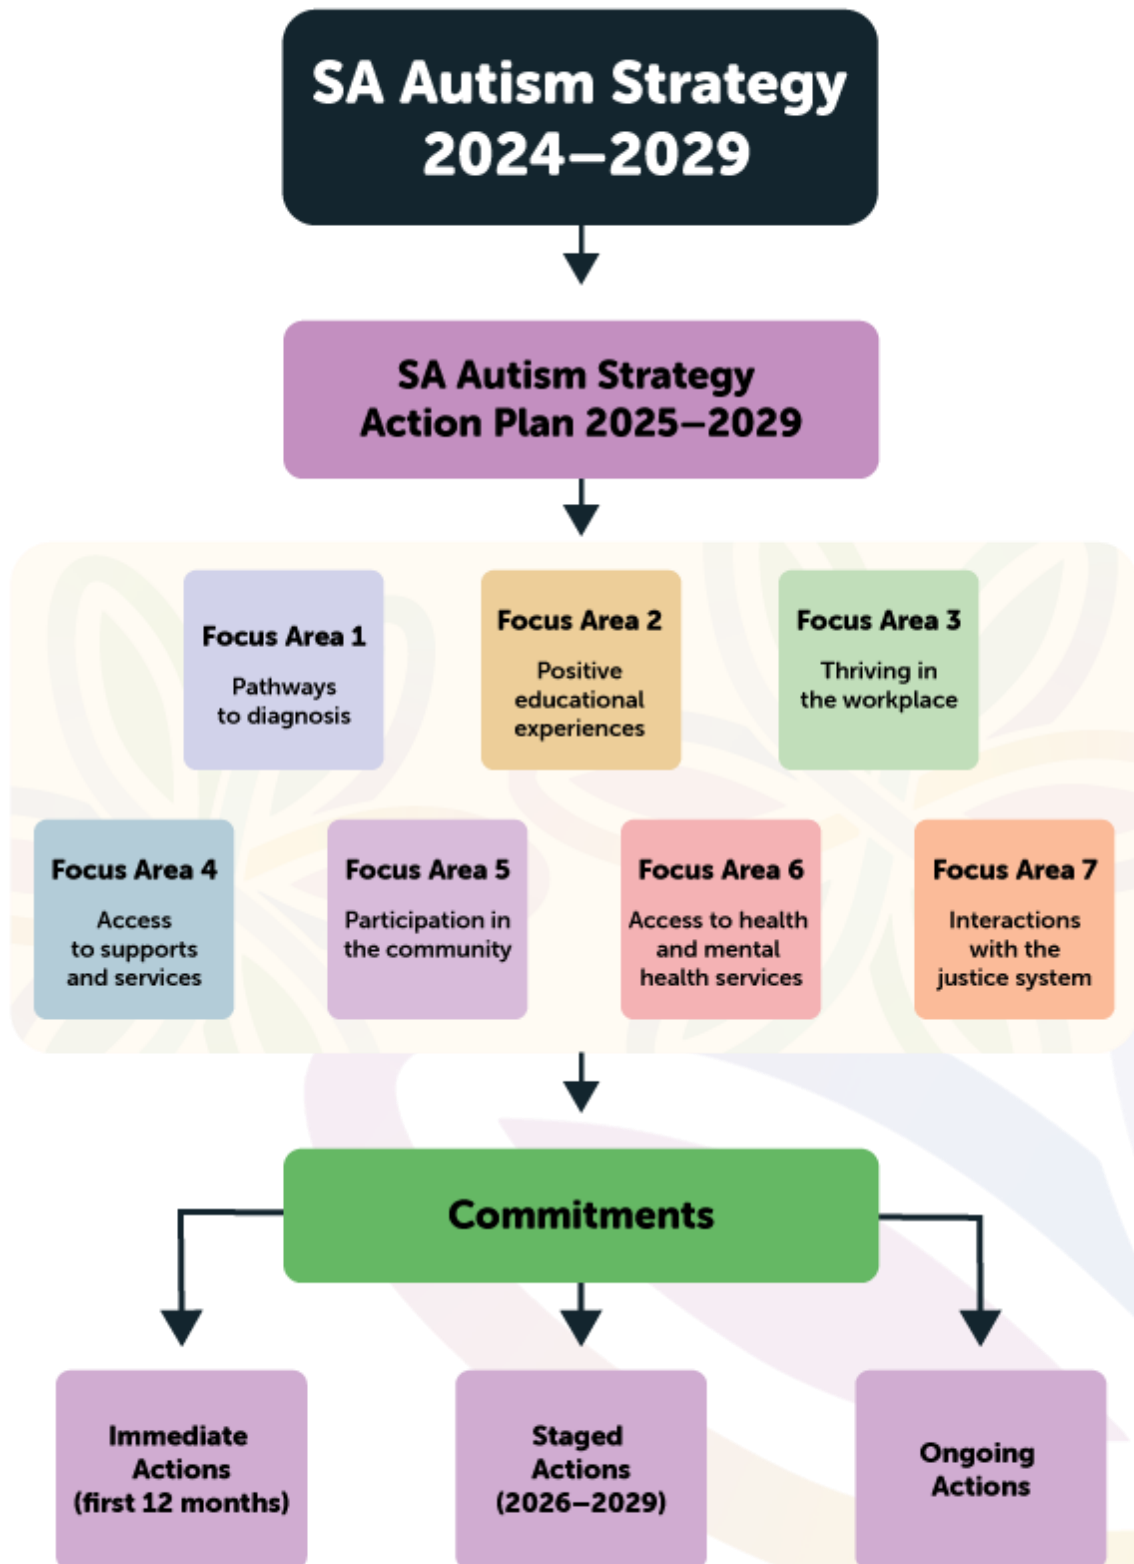 SA Autism Strategy
2024–2029
SA Autism Strategy
Action Plan 2025–2029
Focus Area 1
Pathways
to diagnosis
Focus Area 2
Positive
educational
experiences
Focus Area 3
Thriving in
the workplace
Focus Area 4
Access
to supports
and services
Focus Area 5
Participation in
the community
Focus Area 6
Access to health
and mental
health services
Focus Area 7
Interactions
with the
justice system
Commitments
Immediate
Actions
(first 12 months)
Staged
Actions
(2026–2029)
Ongoing
Actions